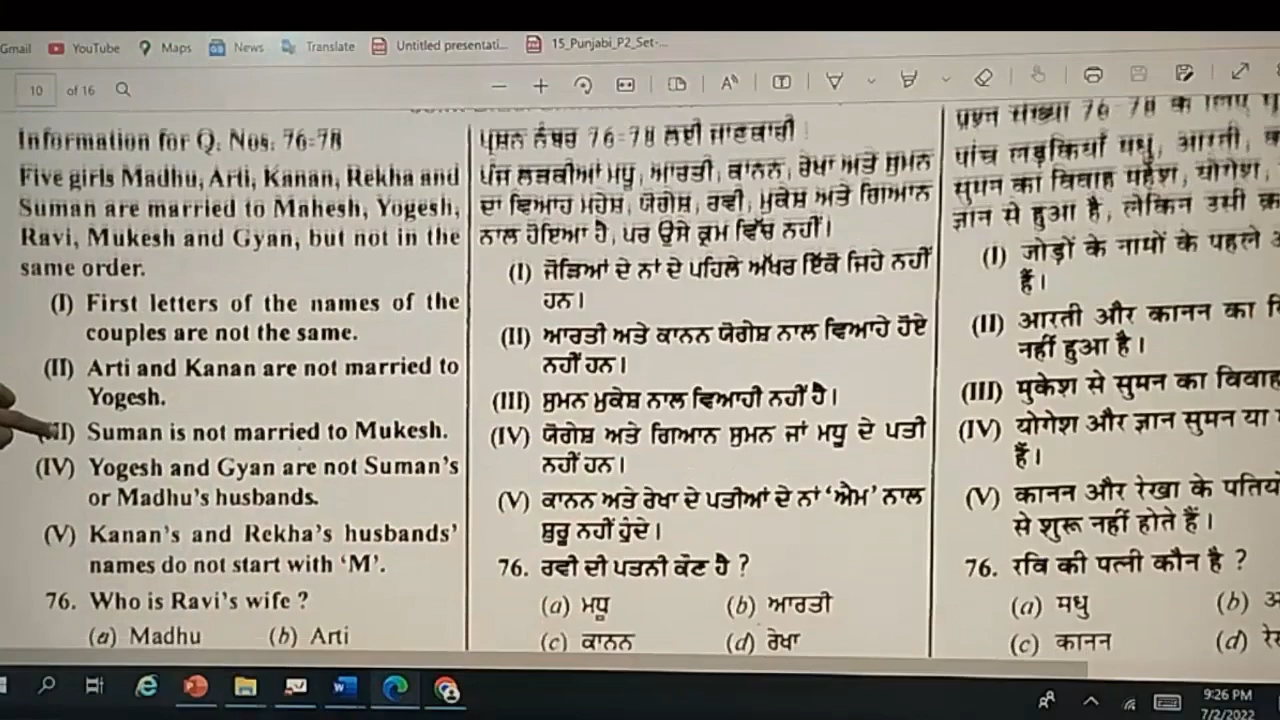 Gmail
YouTube
Maps
News
Translate
Untitled presentati...
15_Punjabi_P2_Set-...
10 of 16
Information for Q. Nos. 76-78
Five girls Madhu, Arti, Kanan, Rekha and
Suman are married to Mahesh, Yogesh,
Ravi, Mukesh and Gyan, but not in the
same order.
(I) First letters of the names of the
couples are not the same.
(II) Arti and Kanan are not married to
Yogesh.
Suman is not married to Mukesh.
(IV) Yogesh and Gyan are not Suman's
or Madhu's husbands.
(V) Kanan's and Rekha's husbands'
names do not start with 'M'.
76. Who is Ravi's wife ?
(a) Madhu (b) Arti
ਪ੍ਰਸ਼ਨ ਨੰਬਰ 76-78 ਲਈ ਜਾਣਕਾਰੀ
ਪੰਜ ਲੜਕੀਆਂ ਮਧੂ, ਆਰਤੀ, ਕਾਨਨ, ਰੇਖਾ ਅਤੇ ਸੁਮਨ
ਦਾ ਵਿਆਹ ਮਹੇਸ਼, ਯੋਗੇਸ਼, ਰਵੀ, ਮੁਕੇਸ਼ ਅਤੇ ਗਿਆਨ
ਨਾਲ ਹੋਇਆ ਹੈ, ਪਰ ਉਸੇ ਕ੍ਰਮ ਵਿੱਚ ਨਹੀਂ।
(I) ਜੋੜਿਆਂ ਦੇ ਨਾਂ ਦੇ ਪਹਿਲੇ ਅੱਖਰ ਇੱਕੋ ਜਿਹੇ ਨਹੀਂ
ਹਨ।
(II) ਆਰਤੀ ਅਤੇ ਕਾਨਨ ਯੋਗੇਸ਼ ਨਾਲ ਵਿਆਹੇ ਹੋਏ
ਨਹੀਂ ਹਨ।
(III) ਸੁਮਨ ਮੁਕੇਸ਼ ਨਾਲ ਵਿਆਹੀ ਨਹੀਂ ਹੈ।
(IV) ਯੋਗੇਸ਼ ਅਤੇ ਗਿਆਨ ਸੁਮਨ ਜਾਂ ਮਧੂ ਦੇ ਪਤੀ
ਨਹੀਂ ਹਨ।
(V) ਕਾਨਨ ਅਤੇ ਰੇਖਾ ਦੇ ਪਤੀਆਂ ਦੇ ਨਾਂ 'ਐਮ' ਨਾਲ
ਸ਼ੁਰੂ ਨਹੀਂ ਹੁੰਦੇ।
76. ਰਵੀ ਦੀ ਪਤਨੀ ਕੌਣ ਹੈ ?
(a) ਮਧੂ (b) ਆਰਤੀ
(c) ਕਾਨਨ (d) ਰੇਖਾ
प्रश्न संख्या 76-78 के लिए
पांच लड़कियाँ मधु, आरती,
सुमन का विवाह महेश, योगेश,
ज्ञान से हुआ है, लेकिन उसी
(I) जोड़ों के नामों के पहले
हैं।
(II) आरती और कानन का
नहीं हुआ है।
(III) मुकेश से सुमन का विवाह
(IV) योगेश और ज्ञान सुमन या
हैं।
(V) कानन और रेखा के
से शुरू नहीं होते हैं।
76. रवि की पत्नी कौन है ?
(a) मधु (b)
(c) कानन (d)
9:26 PM
7/2/2022